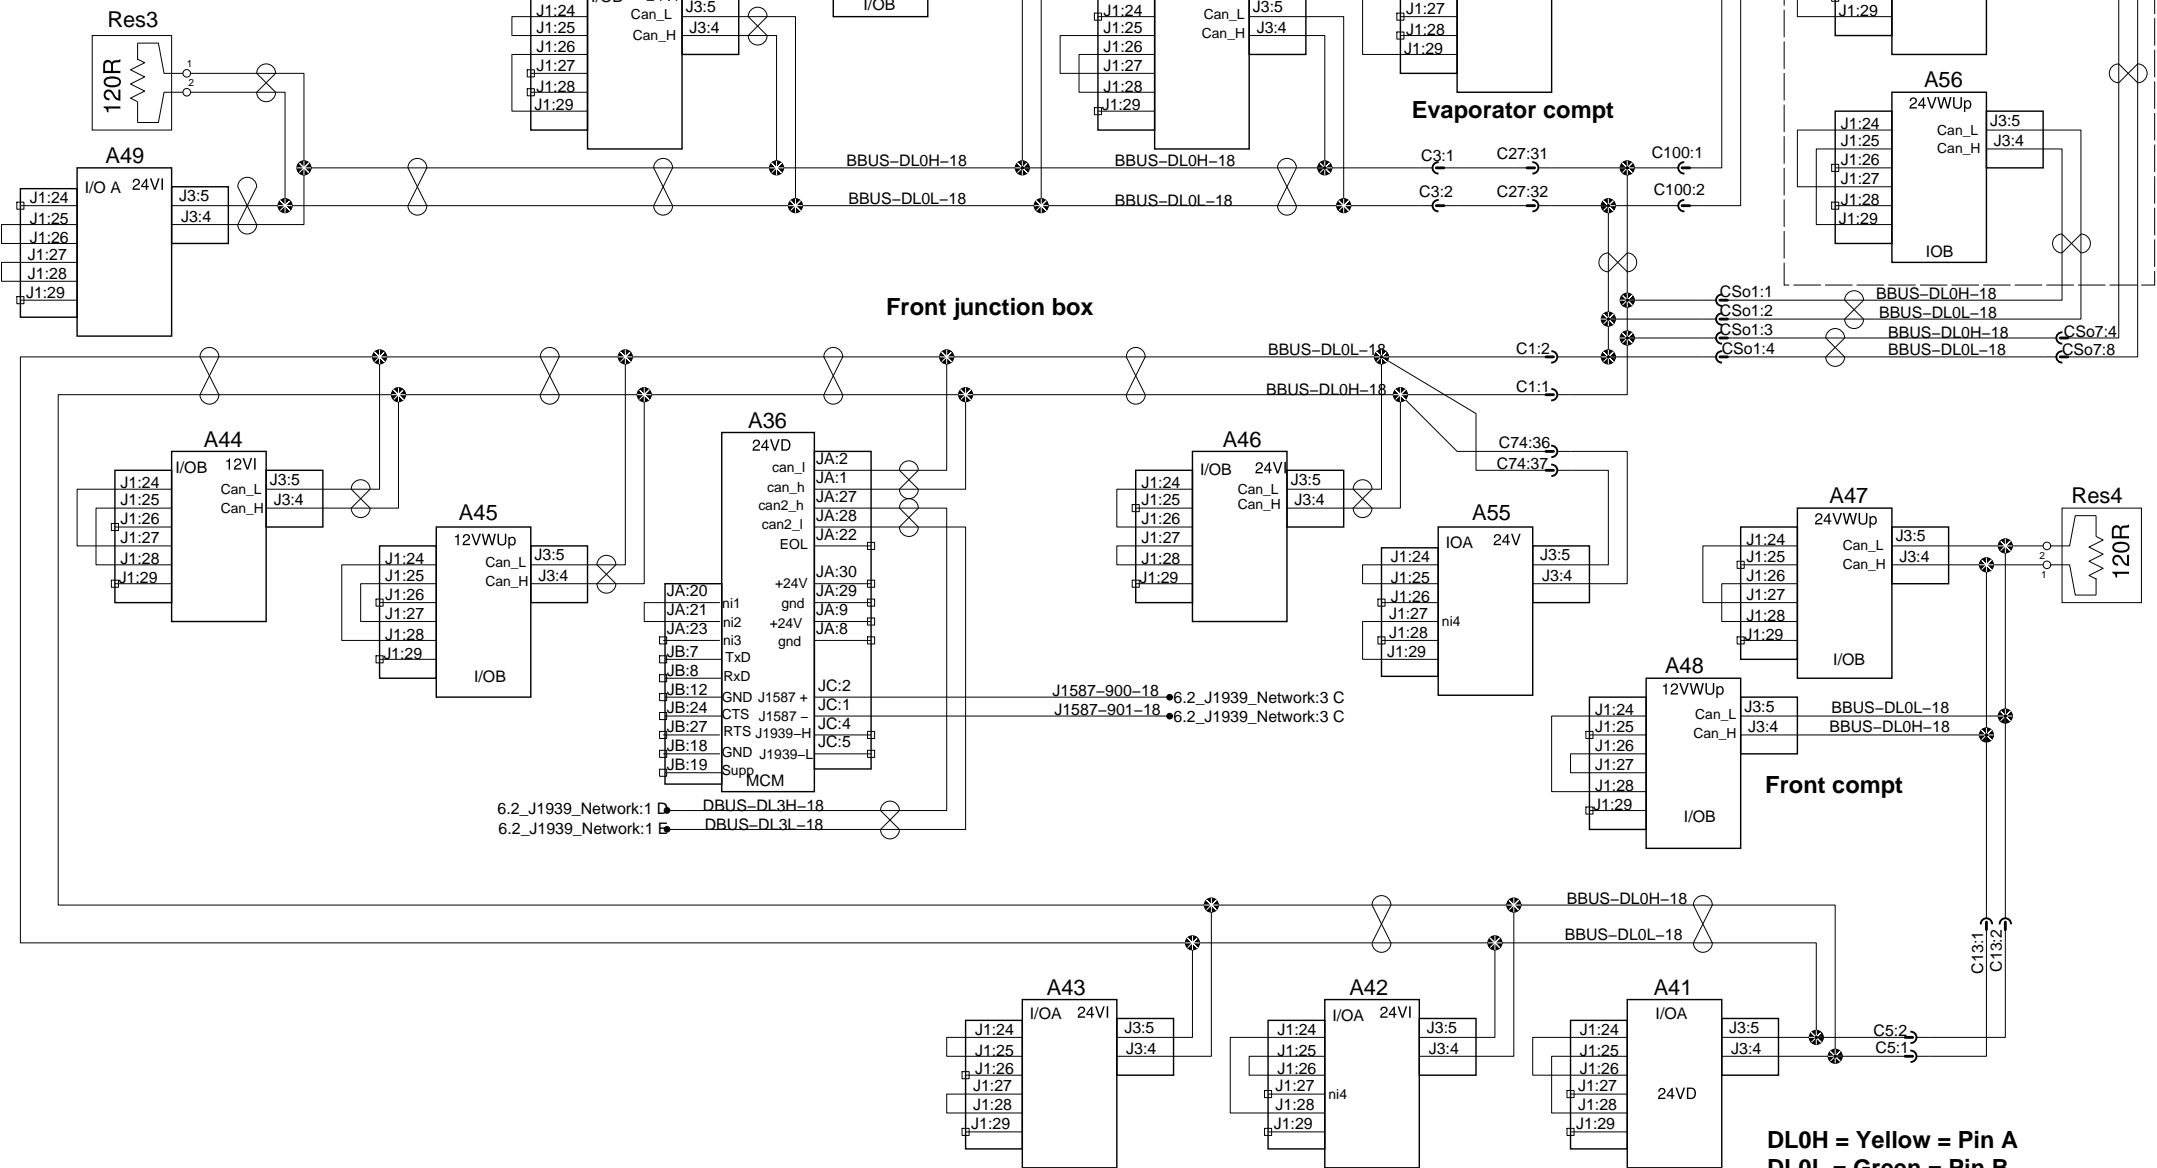 Res3
120R
1
2
J1:24
J1:25
J1:26
J1:27
J1:28
J1:29
Can_L
Can_H
J3:5
J3:4
I/OB
J1:24
J1:25
J1:26
J1:27
J1:28
J1:29
Can_L
Can_H
J3:5
J3:4
J1:27
J1:28
J1:29
Evaporator compt
J1:29
A56
24VWUp
J1:24
J1:25
J1:26
J1:27
J1:28
J1:29
Can_L
Can_H
J3:5
J3:4
IOB
A49
I/O A 24VI
J1:24
J1:25
J1:26
J1:27
J1:28
J1:29
J3:5
J3:4
BBUS-DL0H-18
BBUS-DL0L-18
BBUS-DL0H-18
BBUS-DL0L-18
C3:1
C3:2
C27:31
C27:32
C100:1
C100:2
Front junction box
CSo1:1
CSo1:2
CSo1:3
CSo1:4
BBUS-DL0H-18
BBUS-DL0L-18
BBUS-DL0H-18
BBUS-DL0L-18
CSo7:4
CSo7:8
BBUS-DL0L-18
BBUS-DL0H-18
C1:2
C1:1
C74:36
C74:37
A44
I/OB 12VI
J1:24
J1:25
J1:26
J1:27
J1:28
J1:29
Can_L
Can_H
J3:5
J3:4
A45
12VWUp
J1:24
J1:25
J1:26
J1:27
J1:28
J1:29
Can_L
Can_H
J3:5
J3:4
I/OB
A36
24VD
can_l
can_h
can2_h
can2_l
EOL
+24V
gnd
+24V
gnd
JA:2
JA:1
JA:27
JA:28
JA:22
JA:30
JA:29
JA:9
JA:8
JA:20
JA:21
JA:23
JB:7
JB:8
JB:12
JB:24
JB:27
JB:18
JB:19
ni1
ni2
ni3
TxD
RxD
GND
CTS
RTS
GND
Supp
J1587 +
J1587 −
J1939-H
J1939-L
JC:2
JC:1
JC:4
JC:5
MCM
J1587-900-18
J1587-901-18
6.2_J1939_Network:3 C
6.2_J1939_Network:3 C
6.2_J1939_Network:1 D
6.2_J1939_Network:1 E
DBUS-DL3H-18
DBUS-DL3L-18
A46
I/OB 24VI
J1:24
J1:25
J1:26
J1:27
J1:28
J1:29
Can_L
Can_H
J3:5
J3:4
A55
IOA 24V
J1:24
J1:25
J1:26
J1:27
J1:28
J1:29
ni4
J3:5
J3:4
A47
24VWUp
J1:24
J1:25
J1:26
J1:27
J1:28
J1:29
Can_L
Can_H
J3:5
J3:4
I/OB
Res4
2
1
120R
A48
12VWUp
J1:24
J1:25
J1:26
J1:27
J1:28
J1:29
Can_L
Can_H
J3:5
J3:4
I/OB
BBUS-DL0L-18
BBUS-DL0H-18
Front compt
BBUS-DL0H-18
BBUS-DL0L-18
C13:1
C13:2
A43
I/OA 24VI
J1:24
J1:25
J1:26
J1:27
J1:28
J1:29
J3:5
J3:4
A42
I/OA 24VI
J1:24
J1:25
J1:26
J1:27
J1:28
J1:29
ni4
J3:5
J3:4
A41
I/OA
J1:24
J1:25
J1:26
J1:27
J1:28
J1:29
24VD
J3:5
J3:4
C5:2
C5:1
DL0H = Yellow = Pin A
DL0L = Green = Pin B